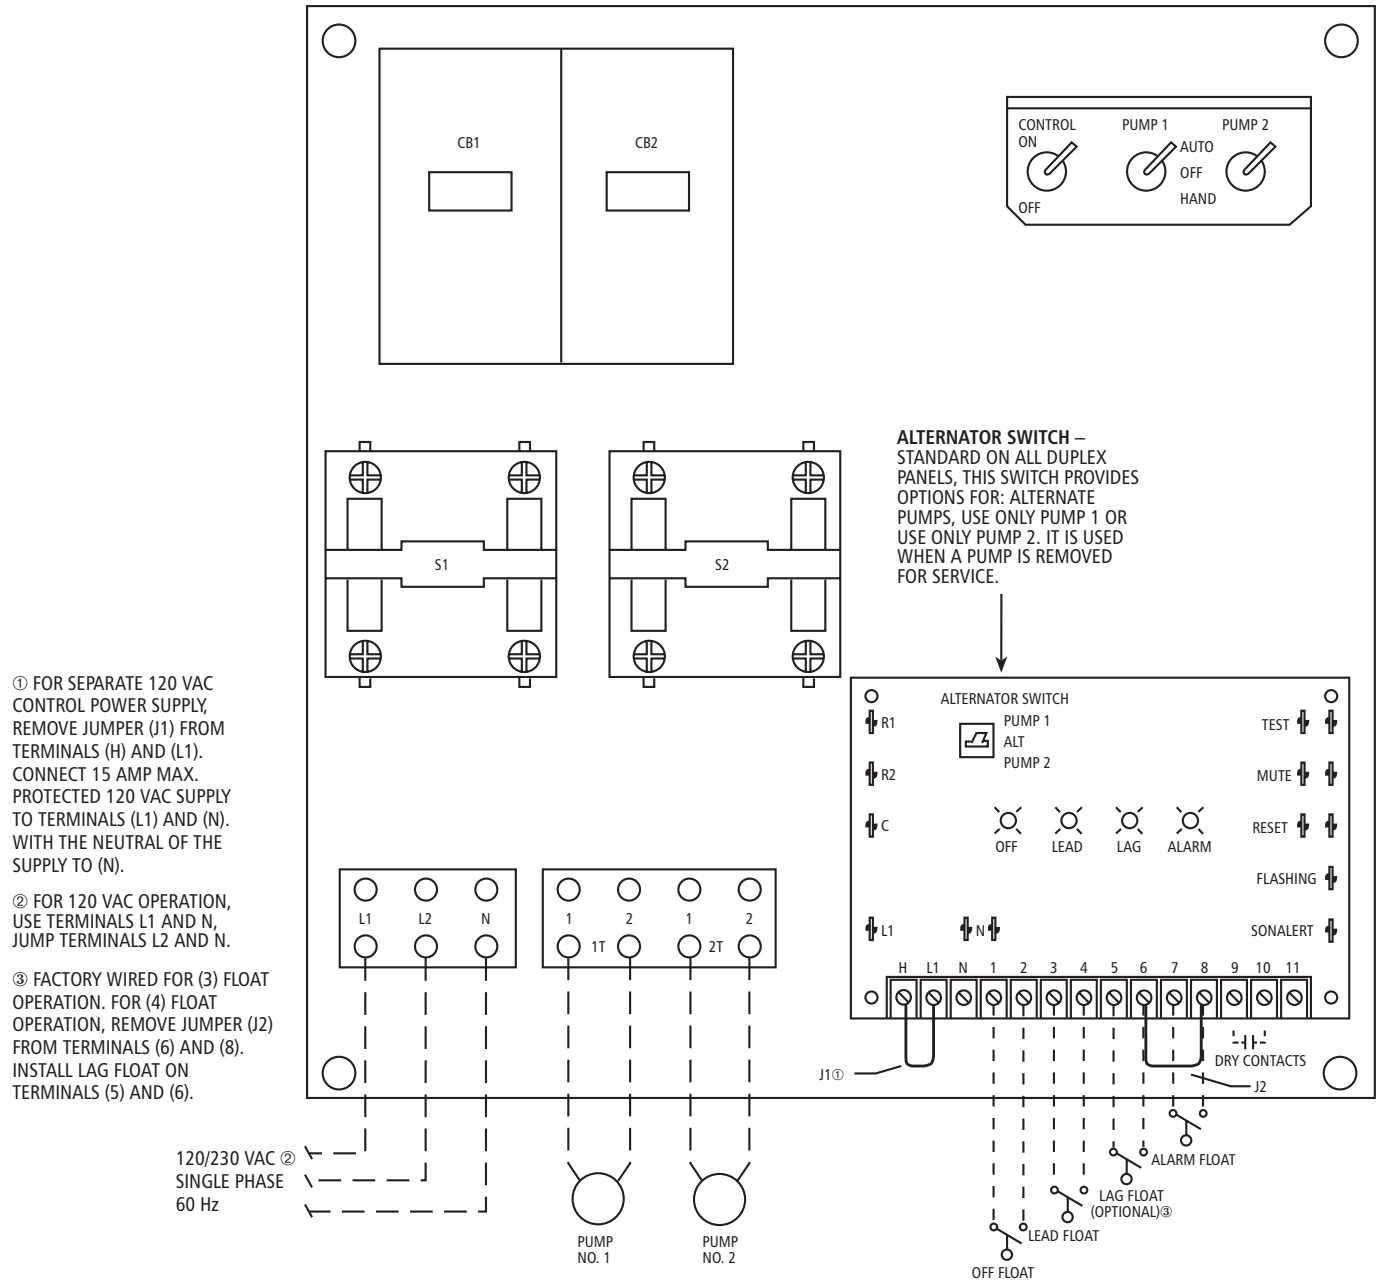 CB1
CB2
CONTROL
PUMP 1
PUMP 2
ON
AUTO
OFF
HAND
OFF
ALTERNATOR SWITCH –
STANDARD ON ALL DUPLEX
PANELS, THIS SWITCH PROVIDES
OPTIONS FOR: ALTERNATE
PUMPS, USE ONLY PUMP 1 OR
USE ONLY PUMP 2. IT IS USED
WHEN A PUMP IS REMOVED
FOR SERVICE.
S1
S2
① FOR SEPARATE 120 VAC
CONTROL POWER SUPPLY,
REMOVE JUMPER (J1) FROM
TERMINALS (H) AND (L1).
CONNECT 15 AMP MAX.
PROTECTED 120 VAC SUPPLY
TO TERMINALS (L1) AND (N).
WITH THE NEUTRAL OF THE
SUPPLY TO (N).
② FOR 120 VAC OPERATION,
USE TERMINALS L1 AND N,
JUMP TERMINALS L2 AND N.
③ FACTORY WIRED FOR (3) FLOAT
OPERATION. FOR (4) FLOAT
OPERATION, REMOVE JUMPER (J2)
FROM TERMINALS (6) AND (8).
INSTALL LAG FLOAT ON
TERMINALS (5) AND (6).
ALTERNATOR SWITCH
PUMP 1
ALT
PUMP 2
R1
R2
C
L1
N
TEST
MUTE
RESET
FLASHING
SONALERT
OFF
LEAD
LAG
ALARM
H L1 N 1 2 3 4 5 6 7 8 9 10 11
L1 L2 N
1 2 1 2
1T 2T
J1①
DRY CONTACTS
J2
120/230 VAC ②
SINGLE PHASE
60 Hz
PUMP
NO. 1
PUMP
NO. 2
ALARM FLOAT
LAG FLOAT
(OPTIONAL)③
LEAD FLOAT
OFF FLOAT